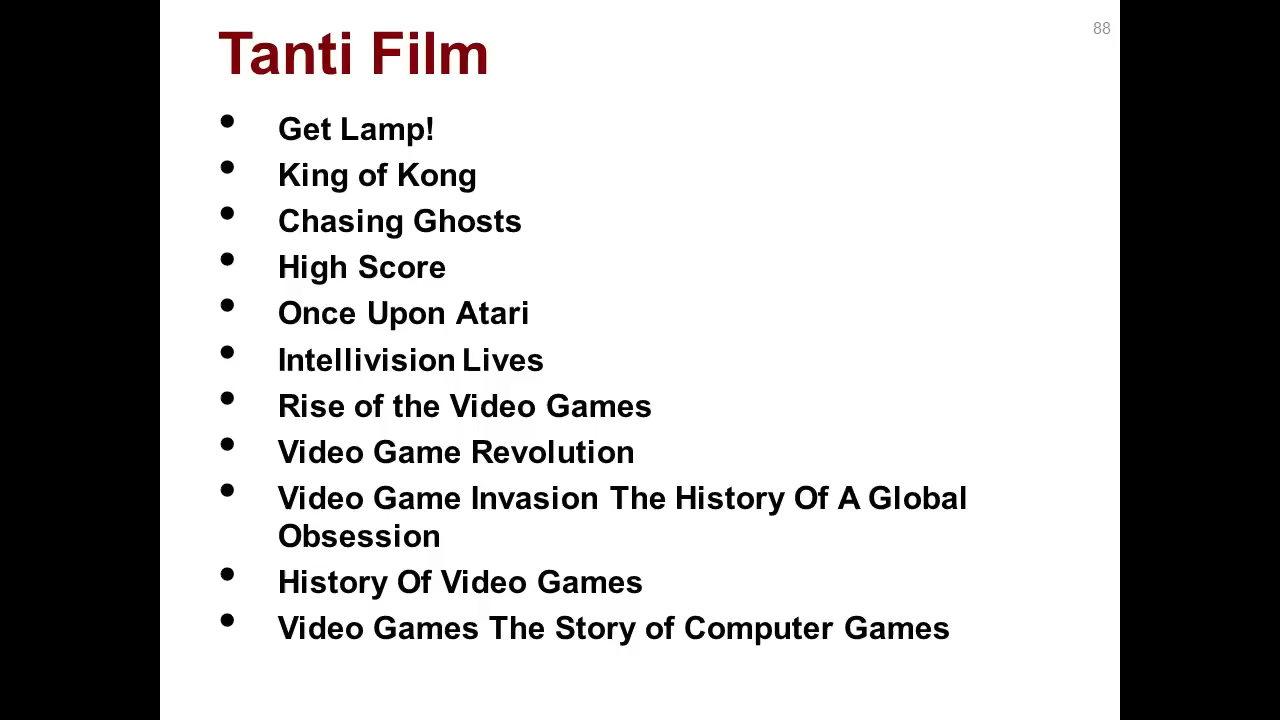 88
Tanti Film
• Get Lamp!
• King of Kong
• Chasing Ghosts
• High Score
• Once Upon Atari
• Intellivision Lives
• Rise of the Video Games
• Video Game Revolution
• Video Game Invasion The History Of A Global
Obsession
• History Of Video Games
• Video Games The Story of Computer Games